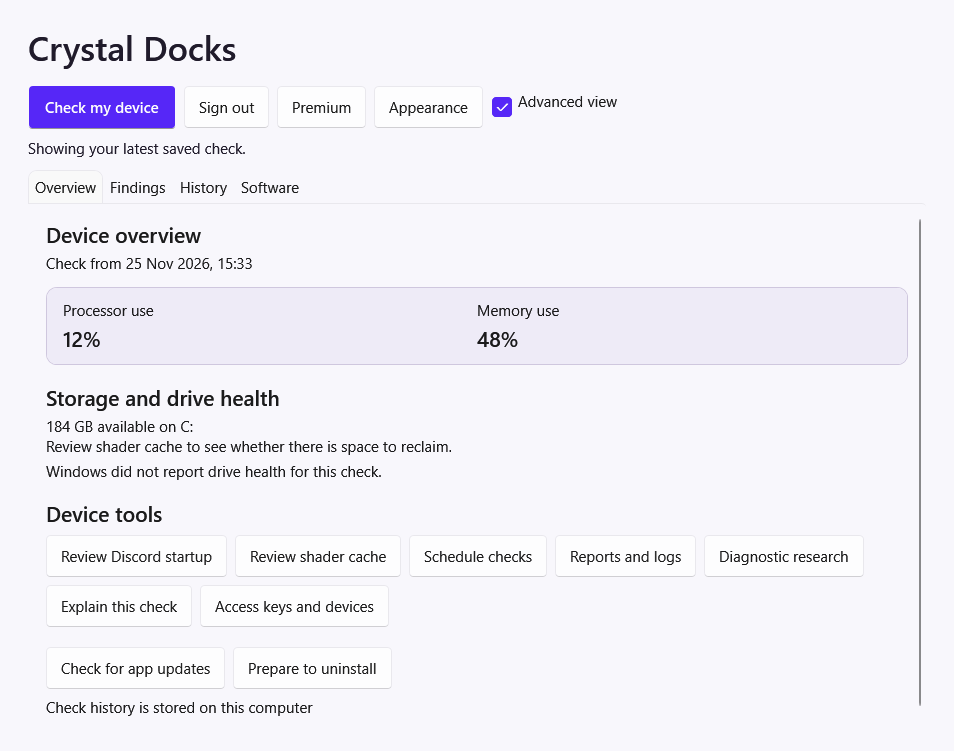 Crystal Docks
Check my device
Sign out
Premium
Appearance
Advanced view
Showing your latest saved check.
Overview
Findings
History
Software
Device overview
Check from 25 Nov 2026, 15:33
Processor use
Memory use
12%
48%
Storage and drive health
184 GB available on C:
Review shader cache to see whether there is space to reclaim.
Windows did not report drive health for this check.
Device tools
Review Discord startup
Review shader cache
Schedule checks
Reports and logs
Diagnostic research
Explain this check
Access keys and devices
Check for app updates
Prepare to uninstall
Check history is stored on this computer